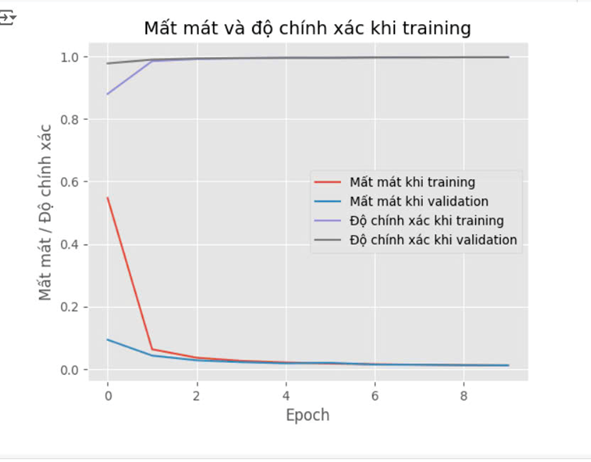 Mất mát và độ chính xác khi training
Mất mát / Độ chính xác
1.0
0.8
0.6
0.4
0.2
0.0
Mất mát khi training
Mất mát khi validation
Độ chính xác khi training
Độ chính xác khi validation
0 2 4 6 8
Epoch